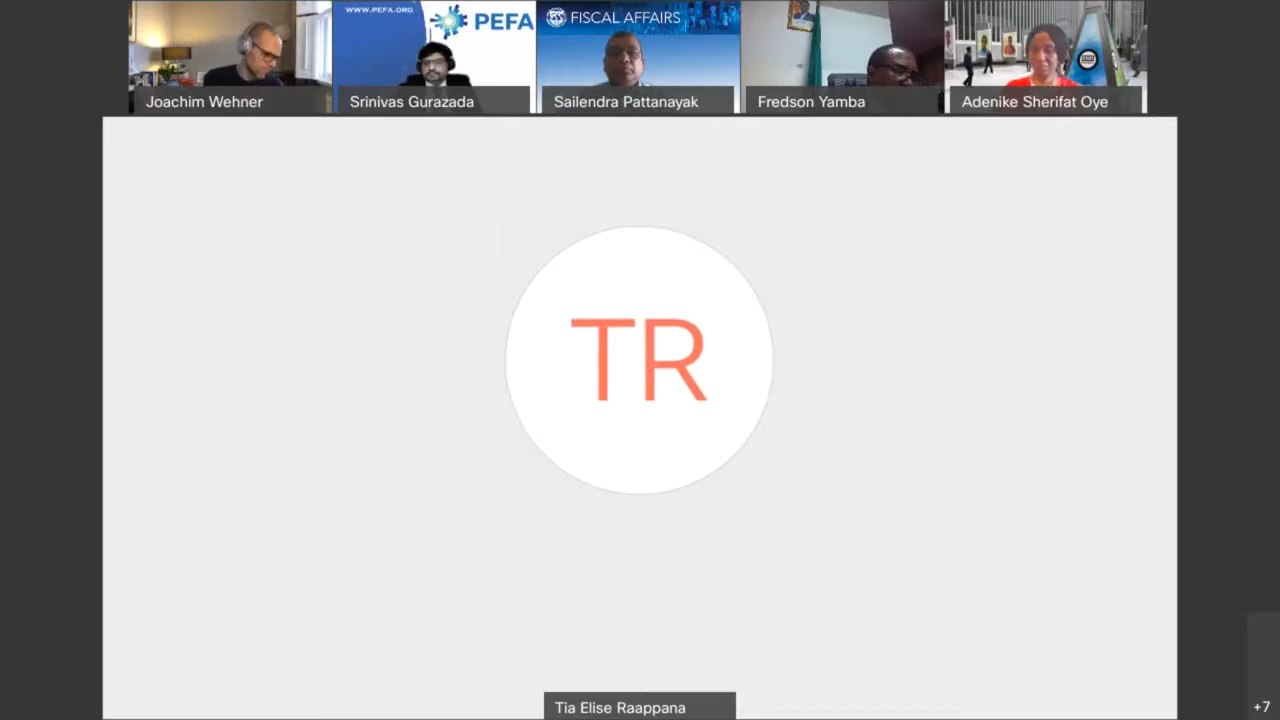 WWW.PEFA.ORG
PEFA
FISCAL AFFAIRS
Joachim Wehner
Srinivas Gurazada
Sailendra Pattanayak
Fredson Yamba
Adenike Sherifat Oye
TR
Tia Elise Raappana
+7